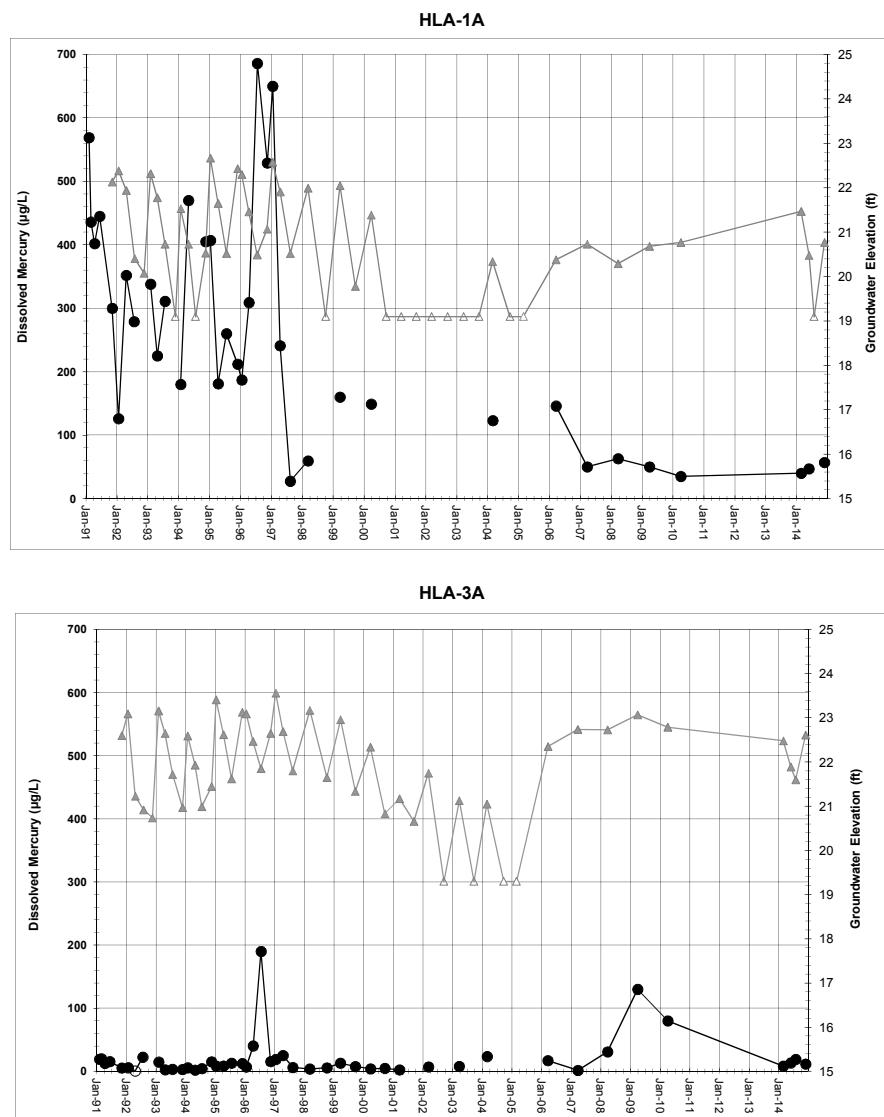 HLA-1A
700
600
500
400
300
200
100
0
Dissolved Mercury (µg/L)
25
24
23
22
21
20
19
18
17
16
15
Groundwater Elevation (ft)
Jan-91
Jan-92
Jan-93
Jan-94
Jan-95
Jan-96
Jan-97
Jan-98
Jan-99
Jan-00
Jan-01
Jan-02
Jan-03
Jan-04
Jan-05
Jan-06
Jan-07
Jan-08
Jan-09
Jan-10
Jan-11
Jan-12
Jan-13
Jan-14
HLA-3A
700
600
500
400
300
200
100
0
Dissolved Mercury (µg/L)
25
24
23
22
21
20
19
18
17
16
15
Groundwater Elevation (ft)
Jan-91
Jan-92
Jan-93
Jan-94
Jan-95
Jan-96
Jan-97
Jan-98
Jan-99
Jan-00
Jan-01
Jan-02
Jan-03
Jan-04
Jan-05
Jan-06
Jan-07
Jan-08
Jan-09
Jan-10
Jan-11
Jan-12
Jan-13
Jan-14